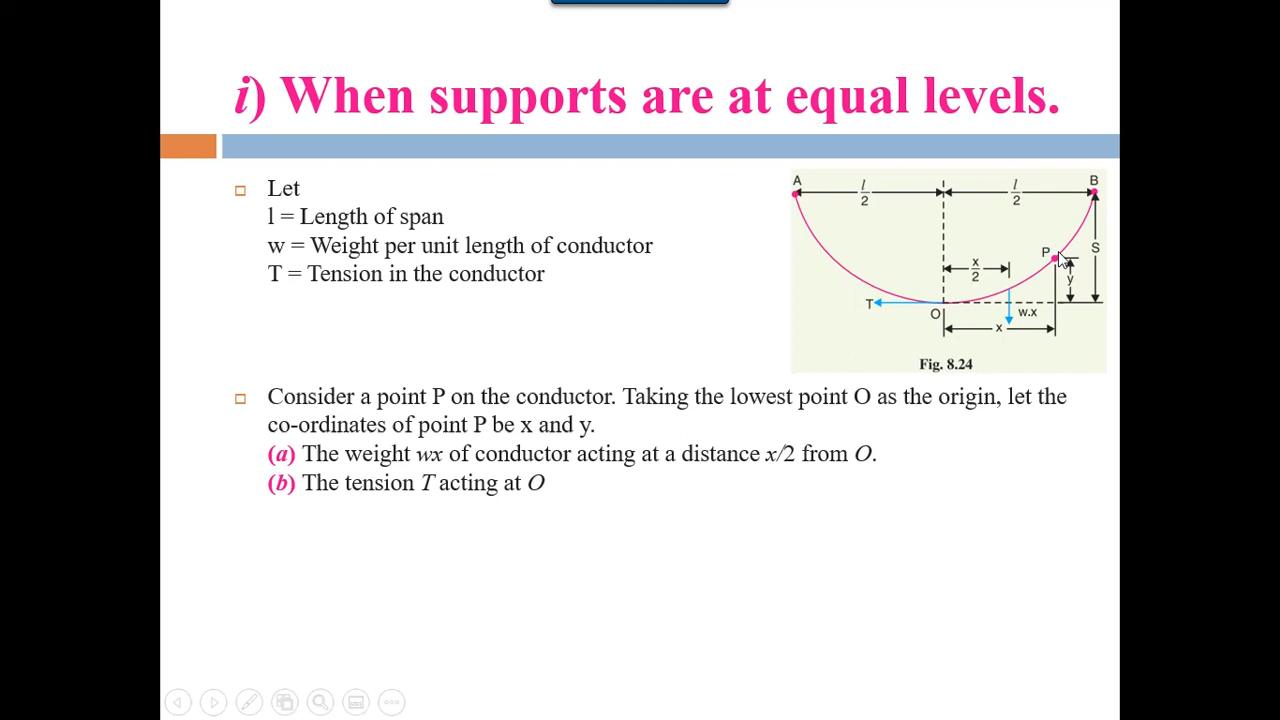 i) When supports are at equal levels.
Let
l = Length of span
w = Weight per unit length of conductor
T = Tension in the conductor
A
l/2
l/2
B
P
S
x/2
y
T
O
w.x
x
Fig. 8.24
Consider a point P on the conductor. Taking the lowest point O as the origin, let the
co-ordinates of point P be x and y.
(a) The weight wx of conductor acting at a distance x/2 from O.
(b) The tension T acting at O